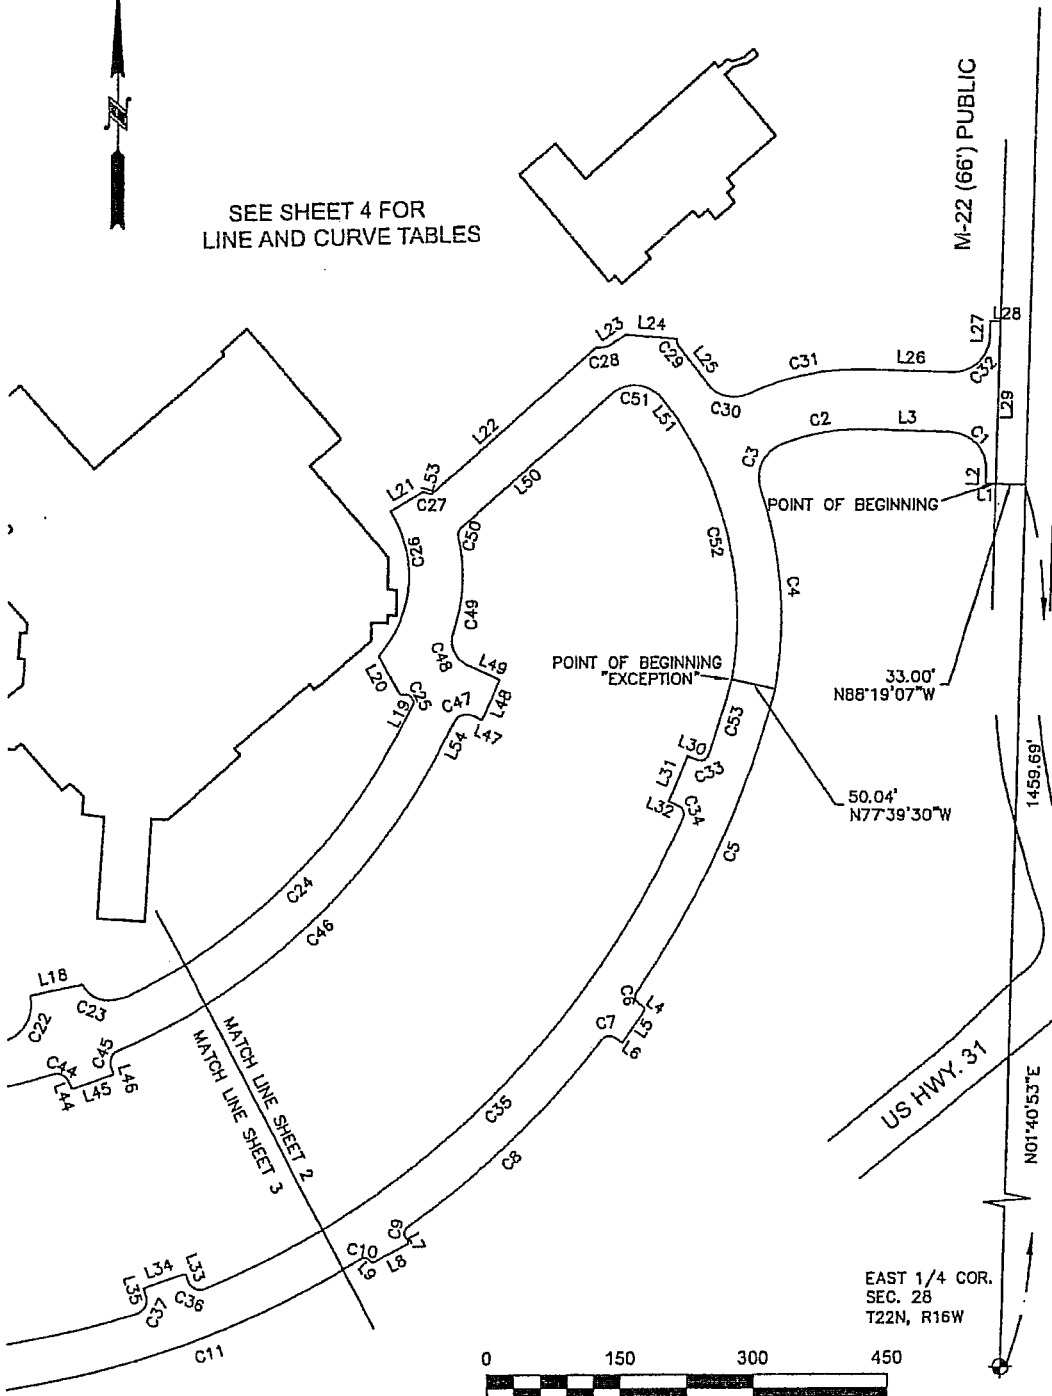 N
SEE SHEET 4 FOR
LINE AND CURVE TABLES
M-22 (66') PUBLIC
L28
L27
L23
L24
C28
C29
L25
C31
L26
C32
L29
C51
L51
C30
C2
L3
C1
C3
L2
L1
POINT OF BEGINNING
L22
L53
L21
C27
L50
C50
C26
C52
C4
C49
C48
L49
L20
POINT OF BEGINNING
"EXCEPTION"
33.00'
N88°19'07"W
C25
L19
C47
L48
L47
L54
C53
L30
C33
L31
L32
C34
50.04'
N77°39'30"W
1459.69'
C5
C24
C46
L18
C23
C22
C6
L4
L5
C7
L6
C44
C45
L44
L45
L46
MATCH LINE SHEET 2
MATCH LINE SHEET 3
C35
C8
US HWY. 31
N01°40'53"E
C9
L7
C10
L9
L8
L34
L33
L35
C37
C36
C11
EAST 1/4 COR.
SEC. 28
T22N, R16W
0 150 300 450